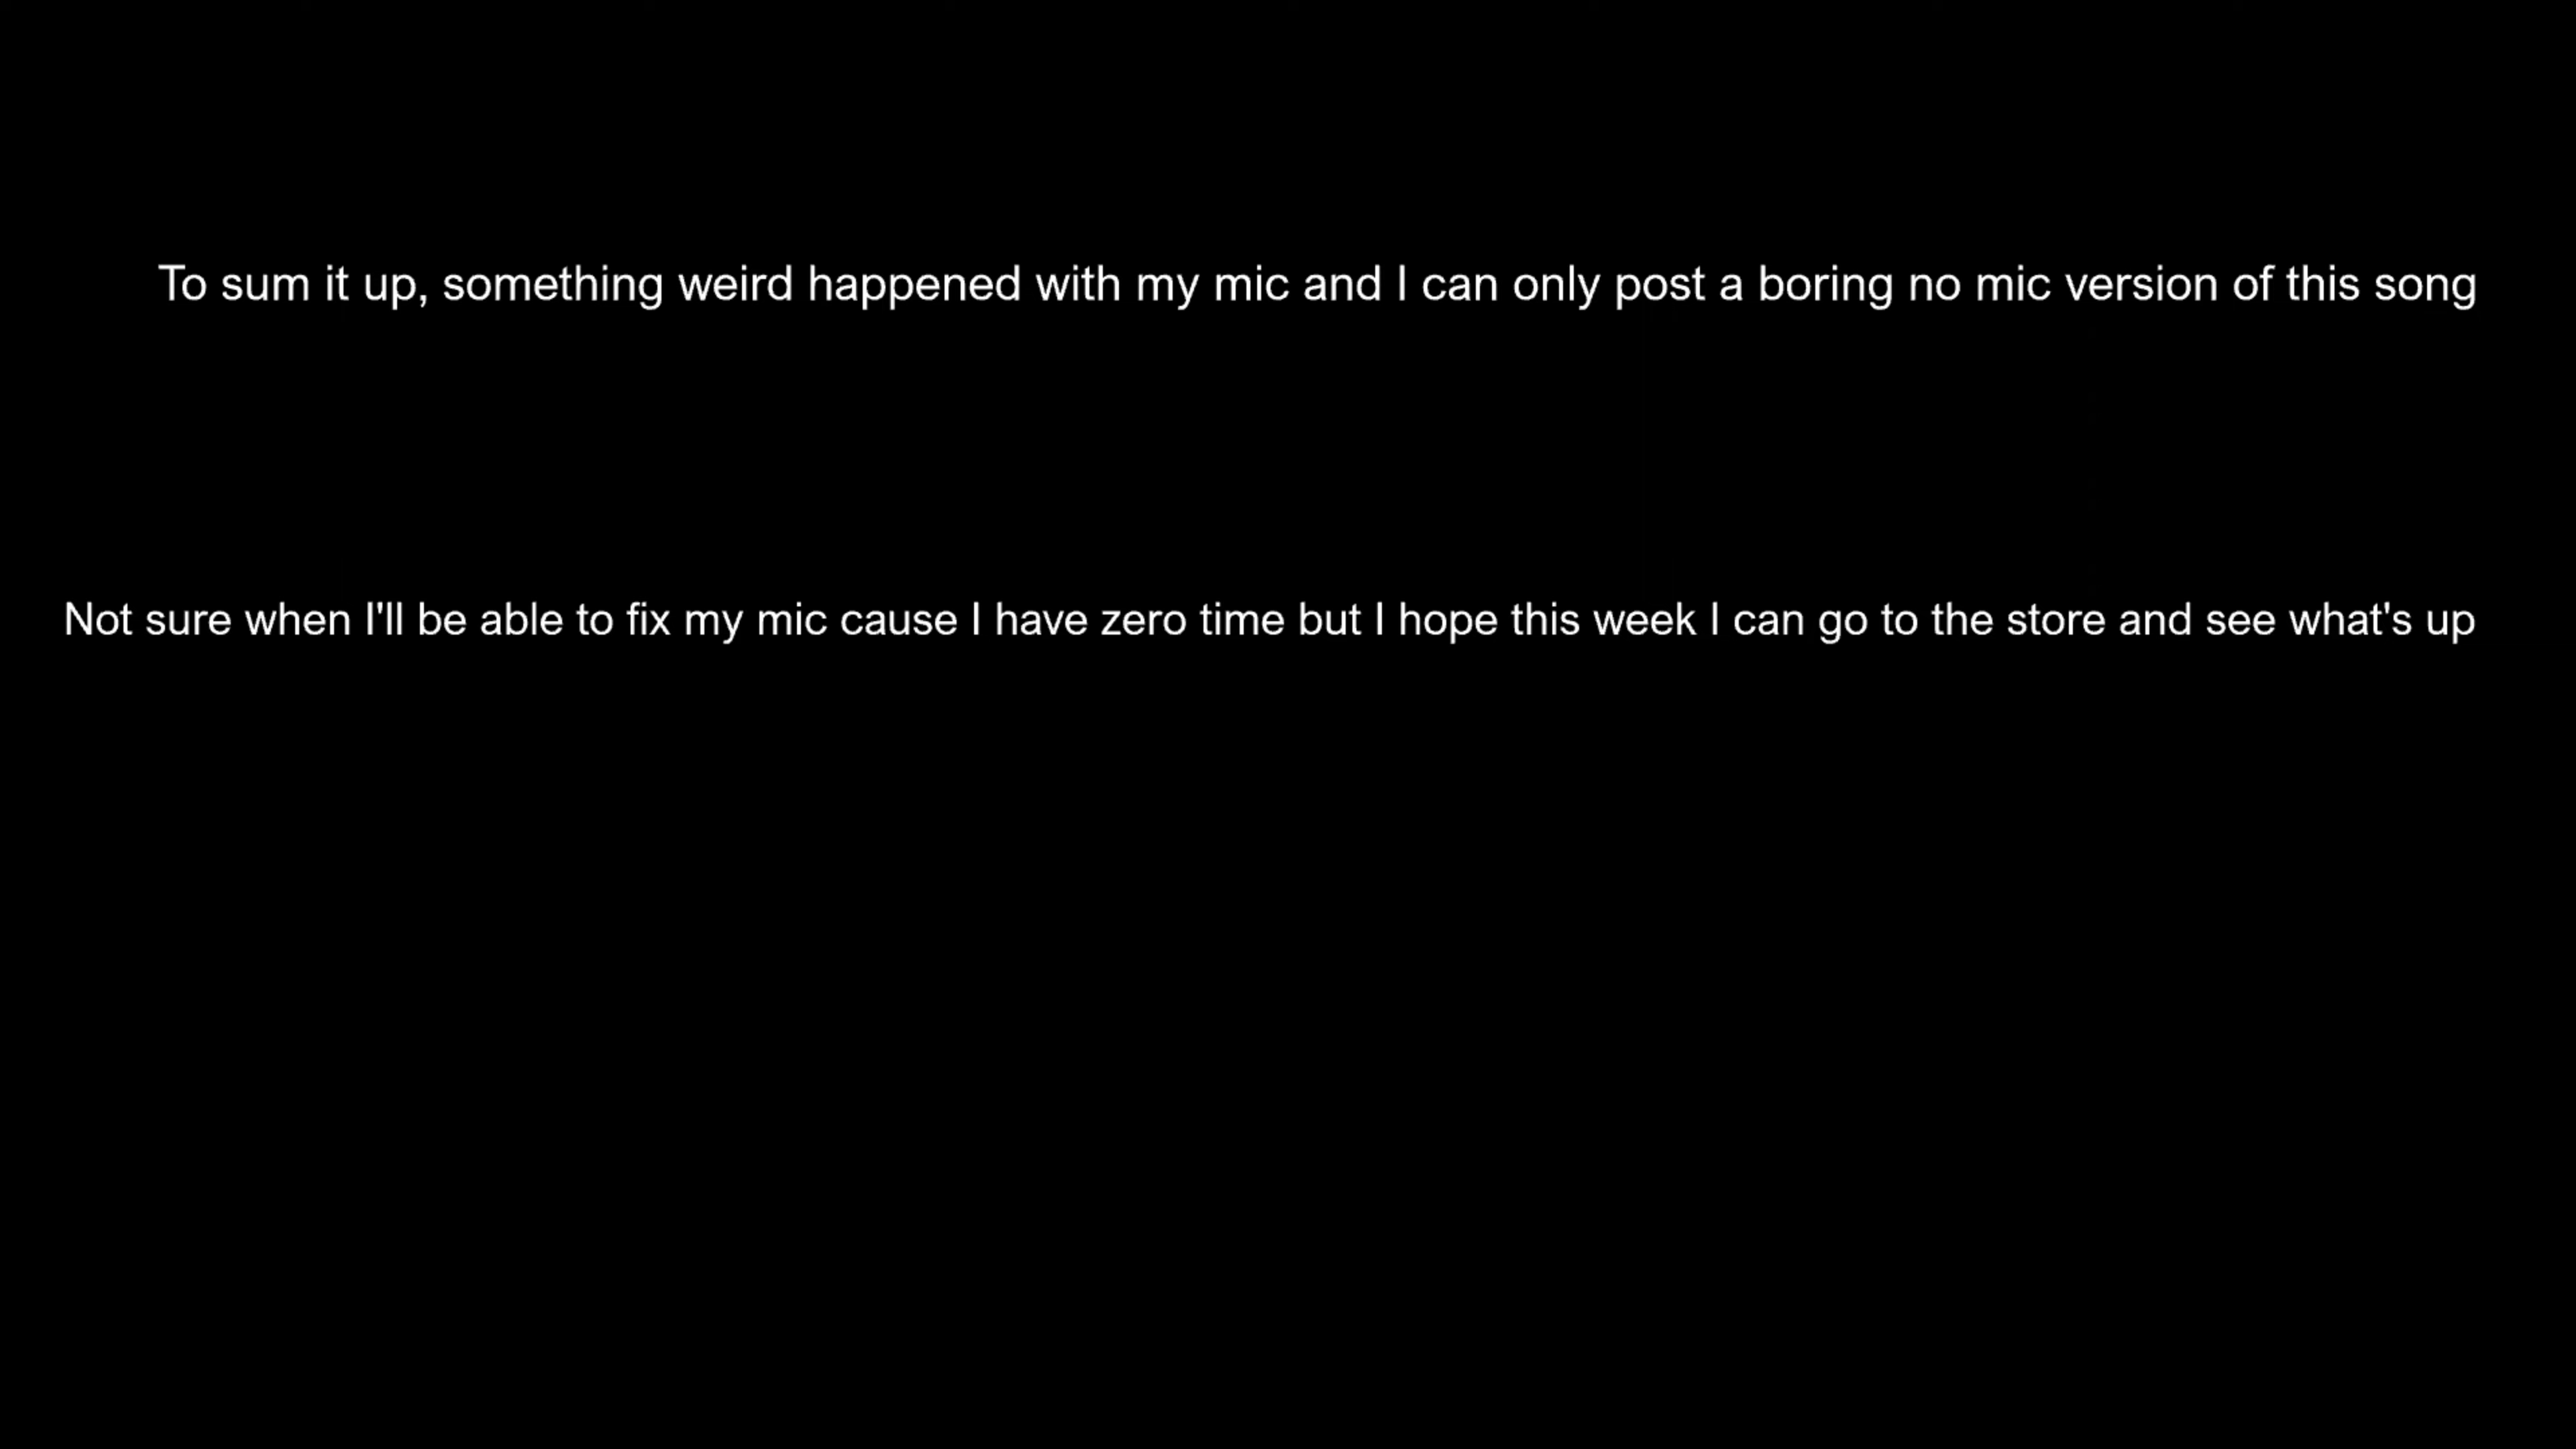 To sum it up, something weird happened with my mic and I can only post a boring no mic version of this song
Not sure when I'll be able to fix my mic cause I have zero time but I hope this week I can go to the store and see what's up